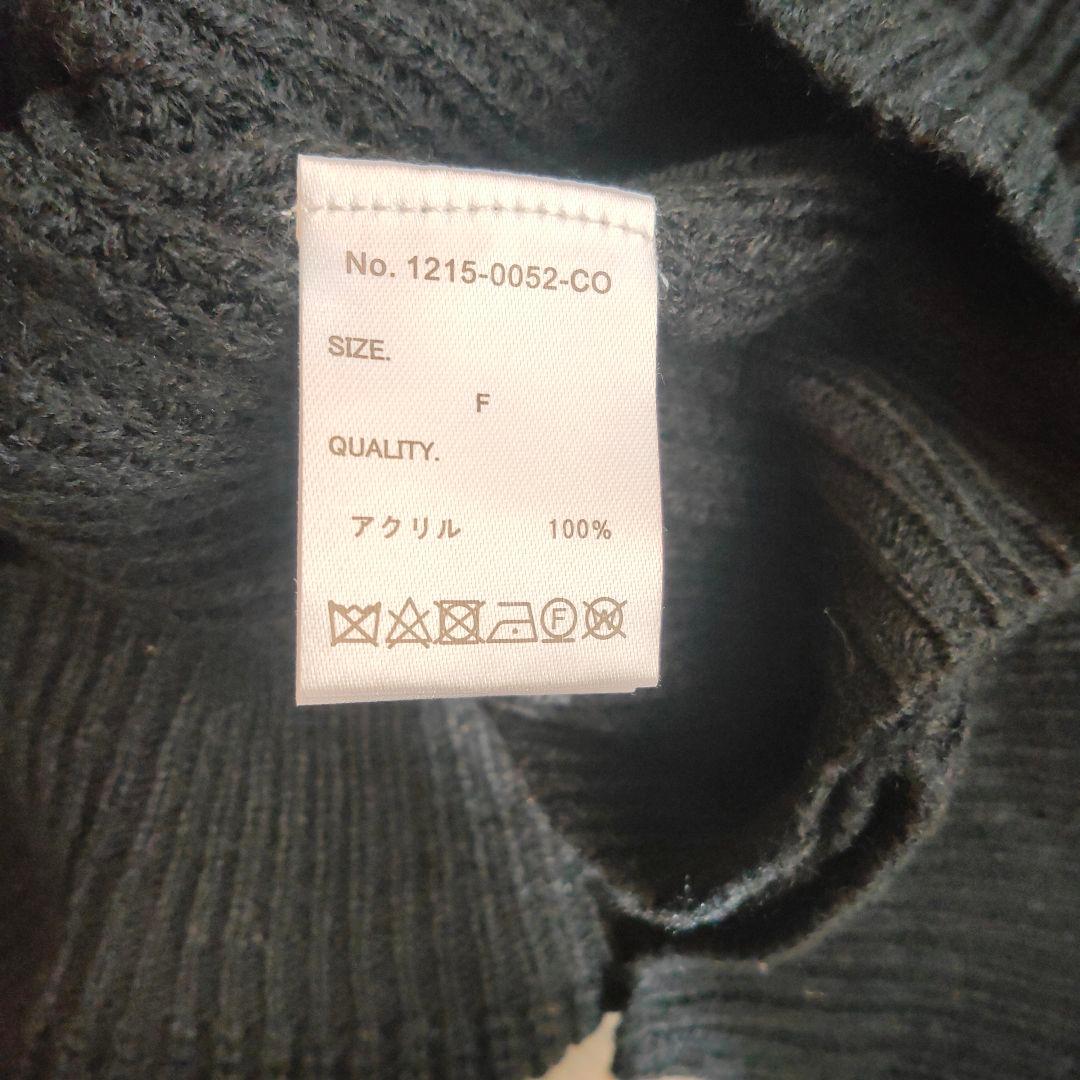 No. 1215-0052-CO
SIZE.
F
QUALITY.
アクリル 100%
F W